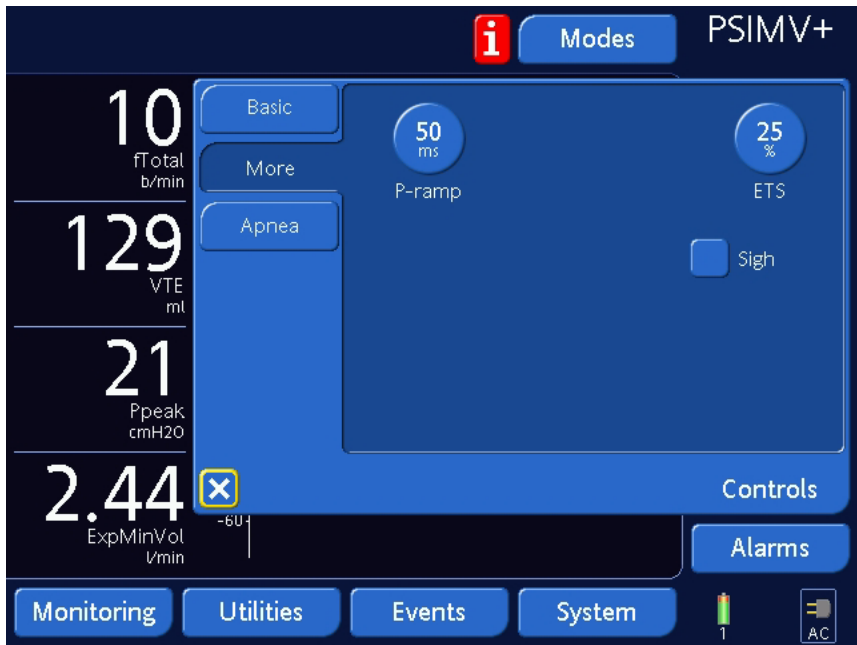 i
Modes
PSIMV+
10
fTotal
b/min
129
VTE
ml
21
Ppeak
cmH2O
2.44
ExpMinVol
l/min
Basic
More
Apnea
50
ms
P-ramp
25
%
ETS
Sigh
Controls
-60
Alarms
Monitoring
Utilities
Events
System
1
AC